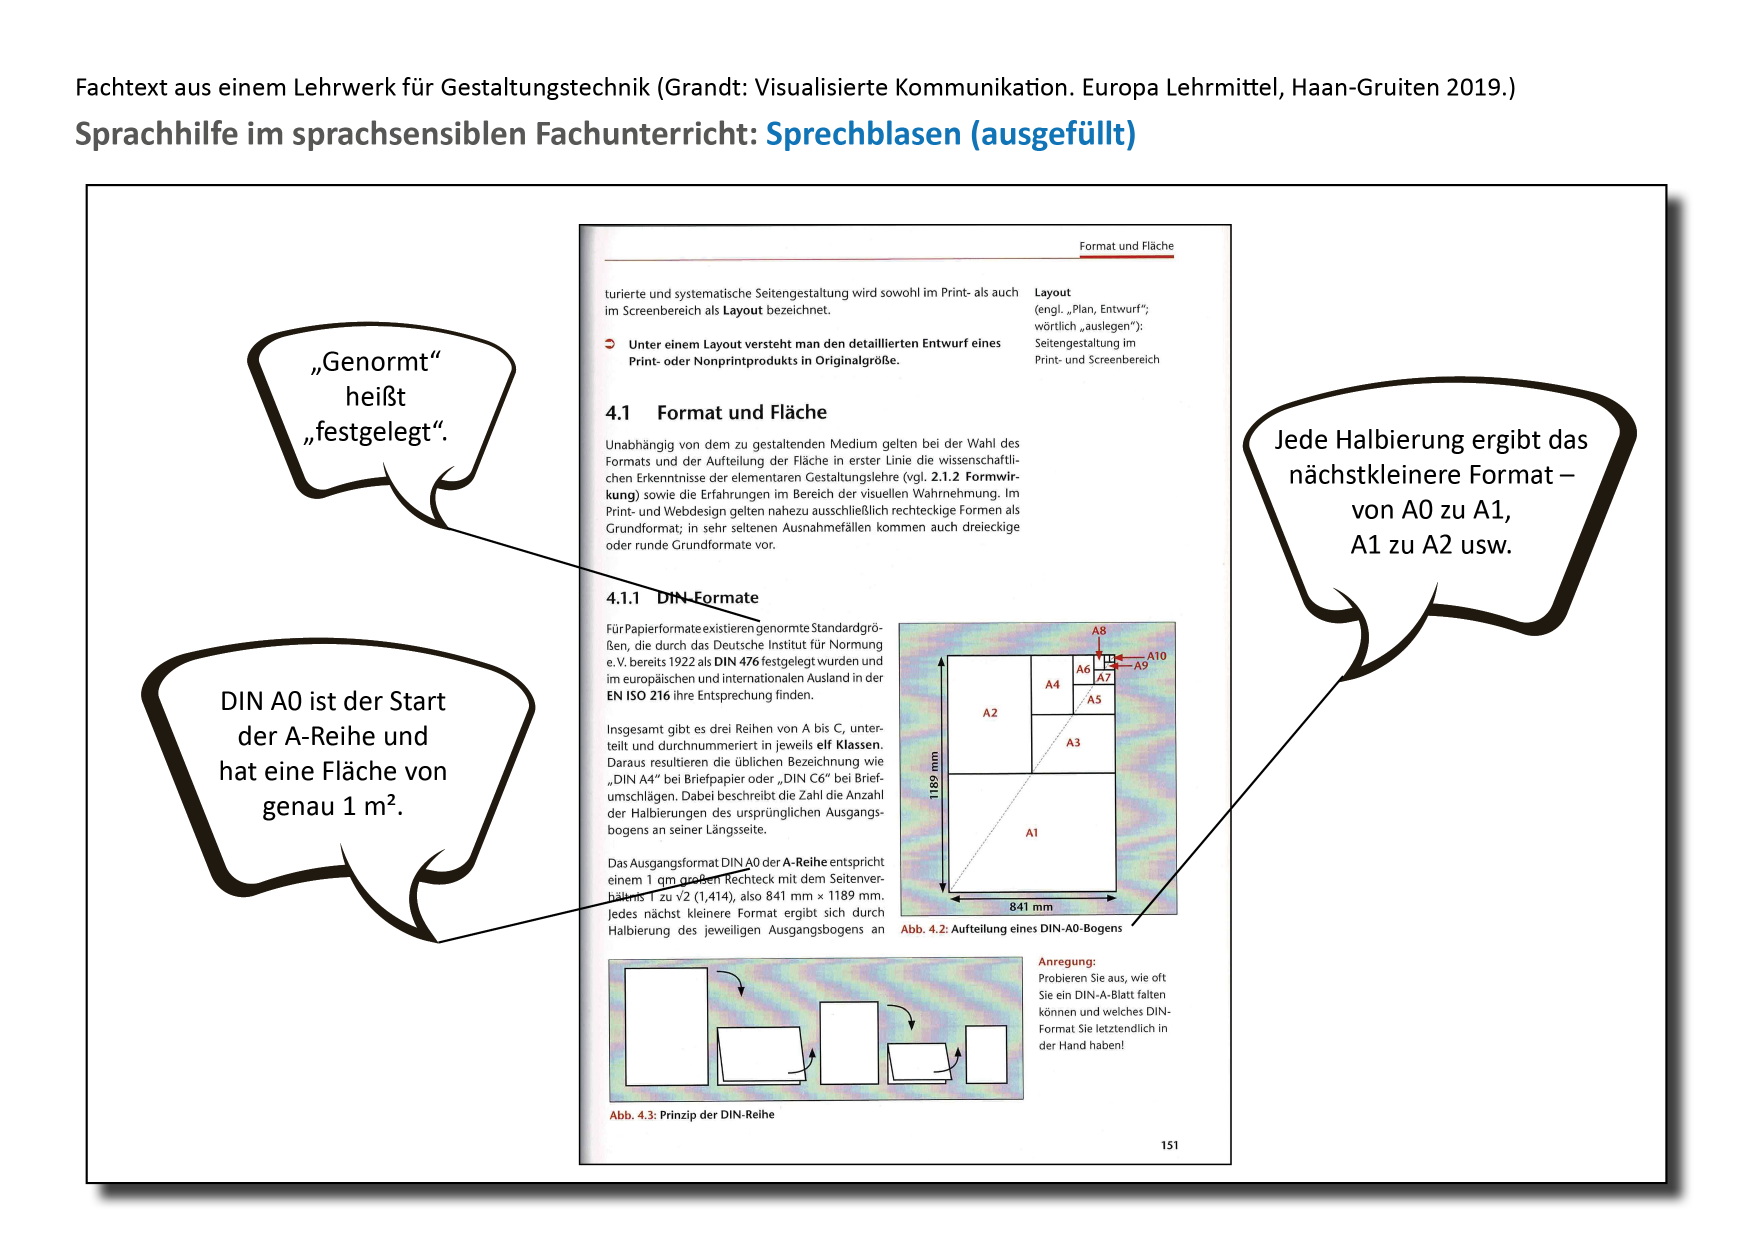 Fachtext aus einem Lehrwerk für Gestaltungstechnik (Grandt: Visualisierte Kommunikation. Europa Lehrmittel, Haan-Gruiten 2019.)
Sprachhilfe im sprachsensiblen Fachunterricht: Sprechblasen (ausgefüllt)
„Genormt“
heißt
„festgelegt“.
DIN A0 ist der Start
der A-Reihe und
hat eine Fläche von
genau 1 m².
Format und Fläche
turierte und systematische Seitengestaltung wird sowohl im Print- als auch
im Screenbereich als Layout bezeichnet.
Unter einem Layout versteht man den detaillierten Entwurf eines
Print- oder Nonprintprodukts in Originalgröße.
Layout
(engl. „Plan, Entwurf“;
wörtlich „auslegen“):
Seitengestaltung im
Print- und Screenbereich
4.1 Format und Fläche
Unabhängig von dem zu gestaltenden Medium gelten bei der Wahl des
Formats und der Aufteilung der Fläche in erster Linie die wissenschaftli-
chen Erkenntnisse der elementaren Gestaltungslehre (vgl. 2.1.2 Formwir-
kung) sowie die Erfahrungen im Bereich der visuellen Wahrnehmung. Im
Print- und Webdesign gelten nahezu ausschließlich rechteckige Formen als
Grundformat; in sehr seltenen Ausnahmefällen kommen auch dreieckige
oder runde Grundformate vor.
4.1.1 DIN-Formate
Für Papierformate existieren genormte Standardgrö-
ßen, die durch das Deutsche Institut für Normung
e. V. bereits 1922 als DIN 476 festgelegt wurden und
im europäischen und internationalen Ausland in der
EN ISO 216 ihre Entsprechung finden.
Insgesamt gibt es drei Reihen von A bis C, unter-
teilt und durchnummeriert in jeweils elf Klassen.
Daraus resultieren die üblichen Bezeichnung wie
„DIN A4“ bei Briefpapier oder „DIN C6“ bei Brief-
umschlägen. Dabei beschreibt die Zahl die Anzahl
der Halbierungen des ursprünglichen Ausgangs-
bogens an seiner Längsseite.
Das Ausgangsformat DIN A0 der A-Reihe entspricht
einem 1 qm großen Rechteck mit dem Seitenver-
hältnis 1 zu √2 (1,414), also 841 mm × 1189 mm.
Jedes nächst kleinere Format ergibt sich durch
Halbierung des jeweiligen Ausgangsbogens an
A8
A10
A9
A6
A7
A4
A5
A2
A3
A1
1189 mm
841 mm
Abb. 4.2: Aufteilung eines DIN-A0-Bogens
Anregung:
Probieren Sie aus, wie oft
Sie ein DIN-A-Blatt falten
können und welches DIN-
Format Sie letztendlich in
der Hand haben!
Abb. 4.3: Prinzip der DIN-Reihe
151
Jede Halbierung ergibt das
nächstkleinere Format –
von A0 zu A1,
A1 zu A2 usw.